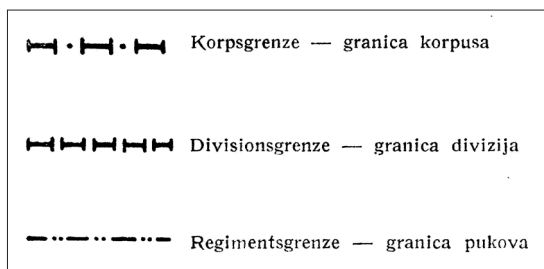 Korpsgrenze — granica korpusa
Divisionsgrenze — granica divizija
Regimentsgrenze — granica pukova